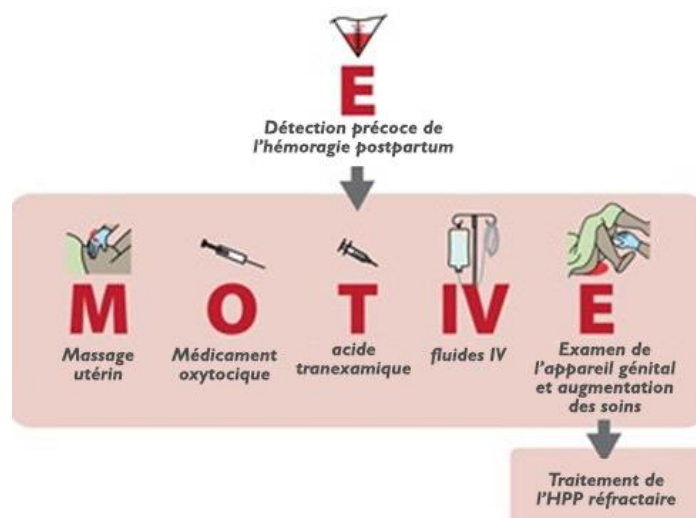 E
Détection précoce de
l'hémoragie postpartum
M
Massage
utérin
O
Médicament
oxytocique
T
acide
tranexamique
IV
fluides IV
E
Examen de
l'appareil génital
et augmentation
des soins
Traitement de
l'HPP réfractaire